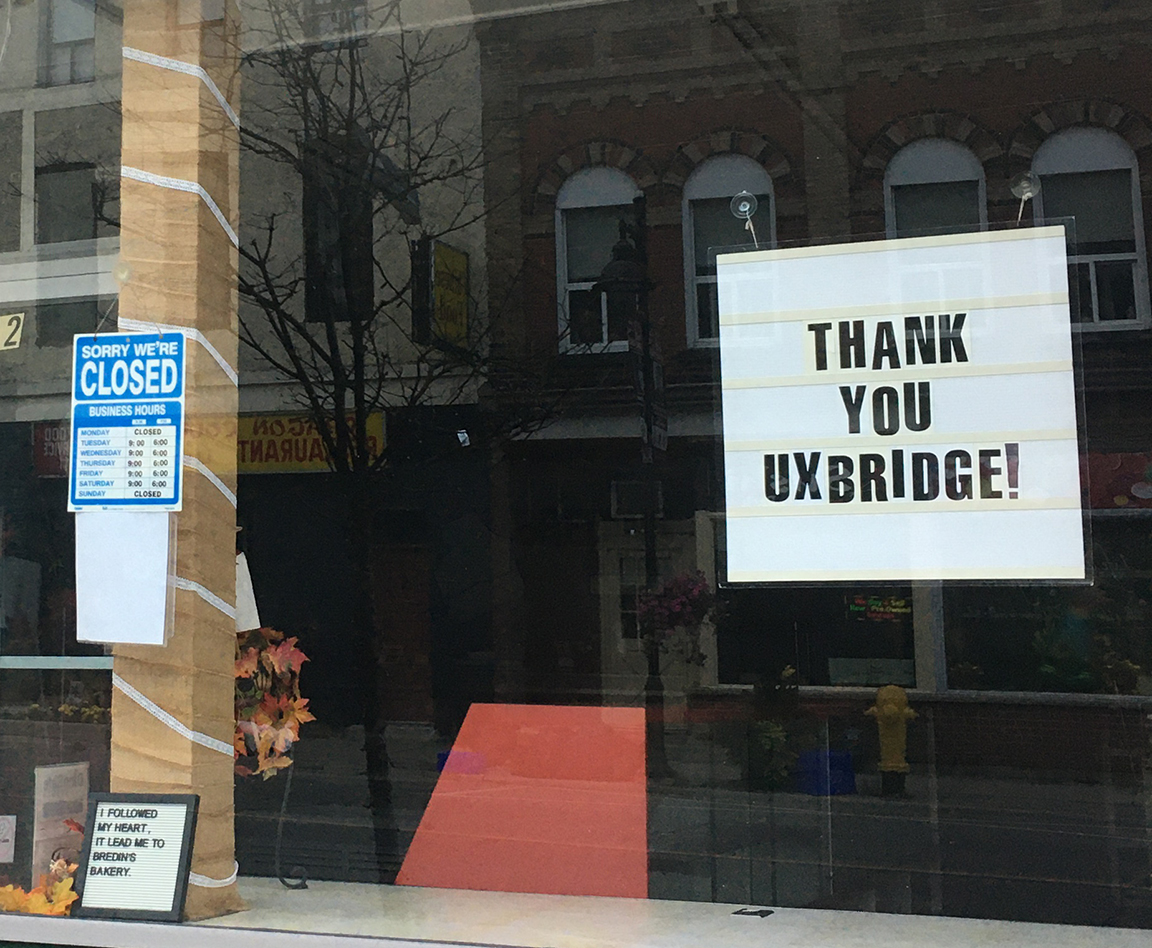 2
SORRY WE'RE
CLOSED
BUSINESS HOURS
MONDAY CLOSED
TUESDAY 9:00 6:00
WEDNESDAY 9:00 6:00
THURSDAY 9:00 6:00
FRIDAY 9:00 6:00
SATURDAY 9:00 6:00
SUNDAY CLOSED
THANK
YOU
UXBRIDGE!
RESTAURANT
I FOLLOWED
MY HEART,
IT LEAD ME TO
BREDIN'S
BAKERY.